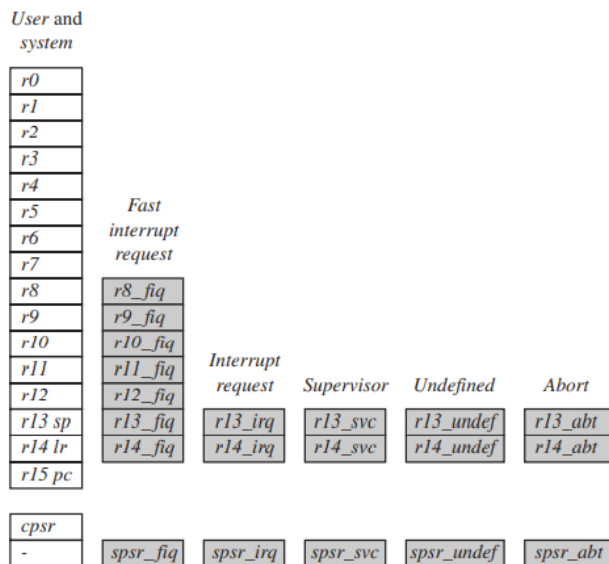 User and
system
r0
r1
r2
r3
r4
r5
r6
r7
r8
r9
r10
r11
r12
r13 sp
r14 lr
r15 pc
cpsr
-
Fast
interrupt
request
r8_fiq
r9_fiq
r10_fiq
r11_fiq
r12_fiq
r13_fiq
r14_fiq
spsr_fiq
Interrupt
request
r13_irq
r14_irq
spsr_irq
Supervisor
r13_svc
r14_svc
spsr_svc
Undefined
r13_undef
r14_undef
spsr_undef
Abort
r13_abt
r14_abt
spsr_abt